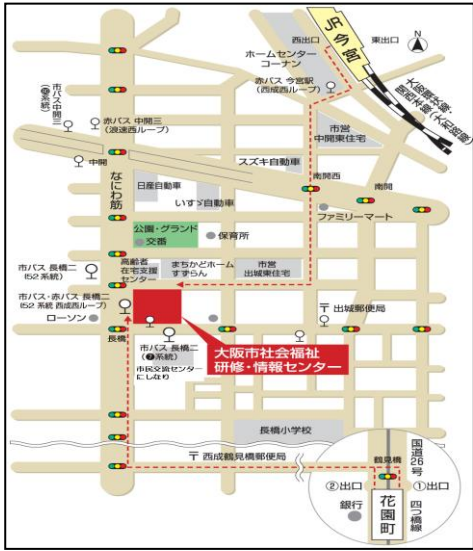 JR今宮
西出口
東出口
N
ホームセンター
コーナン
赤バス 今宮駅
(西成西ループ)
大阪環状線・
関西本線(大和路線)
市バス 中開三
赤バス 中開三
(浪速西ループ)
市営
中開東住宅
中開
なにわ筋
スズキ自動車
南開西
南開
日産自動車
いすゞ自動車
ファミリーマート
公園・グランド
交番
保育所
高齢者
在宅支援
センター
まちかどホーム
すずらん
市営
出城東住宅
市バス 長橋二
(52系統)
市バス・赤バス 長橋二
(52系統 西成西ループ)
〒出城郵便局
ローソン
長橋
市バス 長橋二
(❼系統)
市民交流センター
にしなり
大阪市社会福祉
研修・情報センター
長橋小学校
〒西成鶴見橋郵便局
鶴見橋
国道26号
②出口
①出口
銀行
花園町
四つ橋線